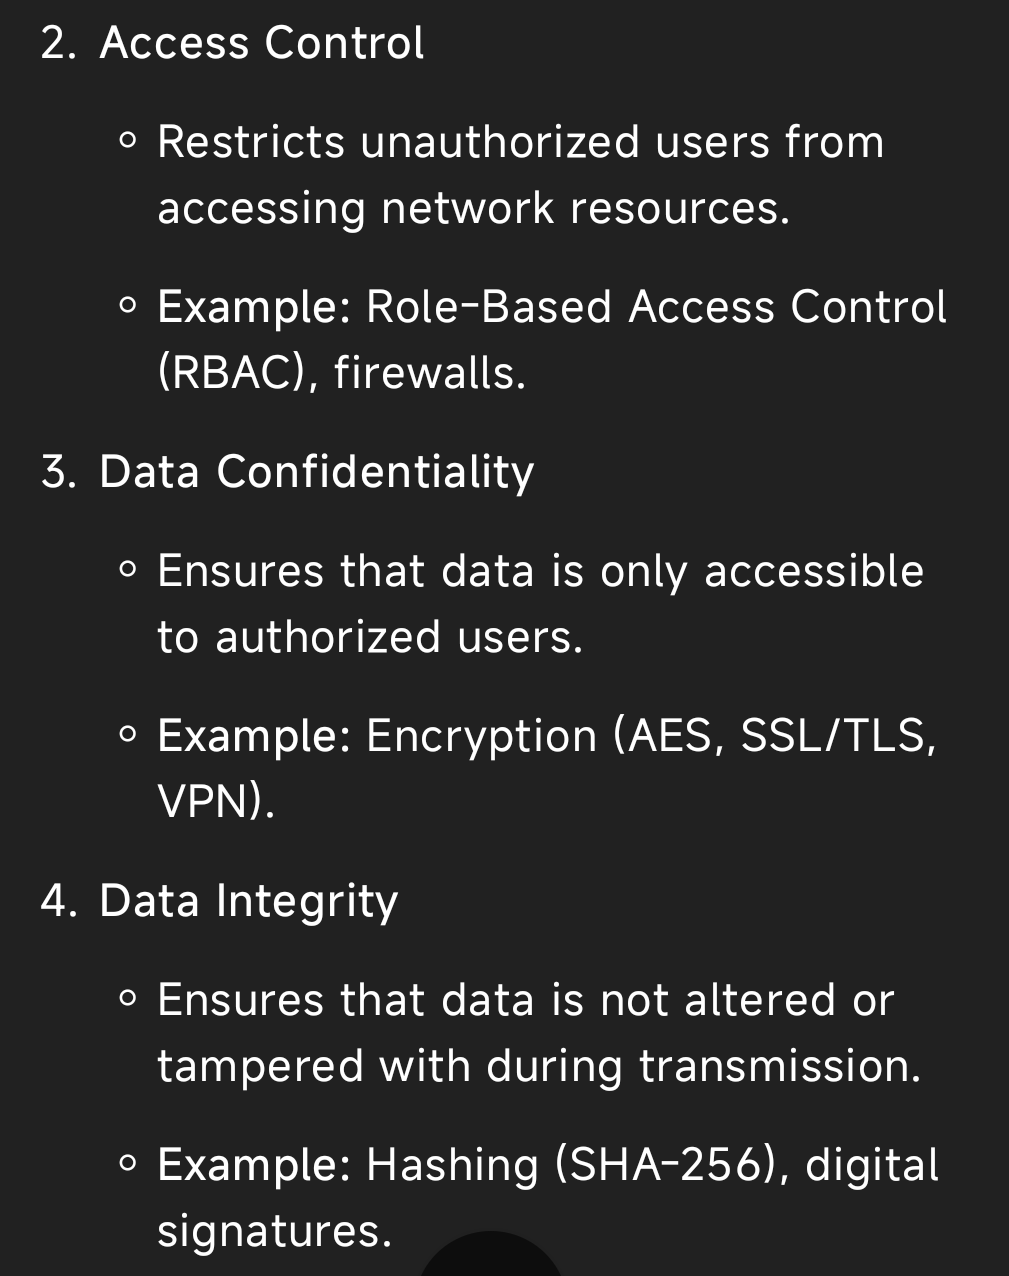 2. Access Control
◦ Restricts unauthorized users from
accessing network resources.
◦ Example: Role-Based Access Control
(RBAC), firewalls.
3. Data Confidentiality
◦ Ensures that data is only accessible
to authorized users.
◦ Example: Encryption (AES, SSL/TLS,
VPN).
4. Data Integrity
◦ Ensures that data is not altered or
tampered with during transmission.
◦ Example: Hashing (SHA-256), digital
signatures.